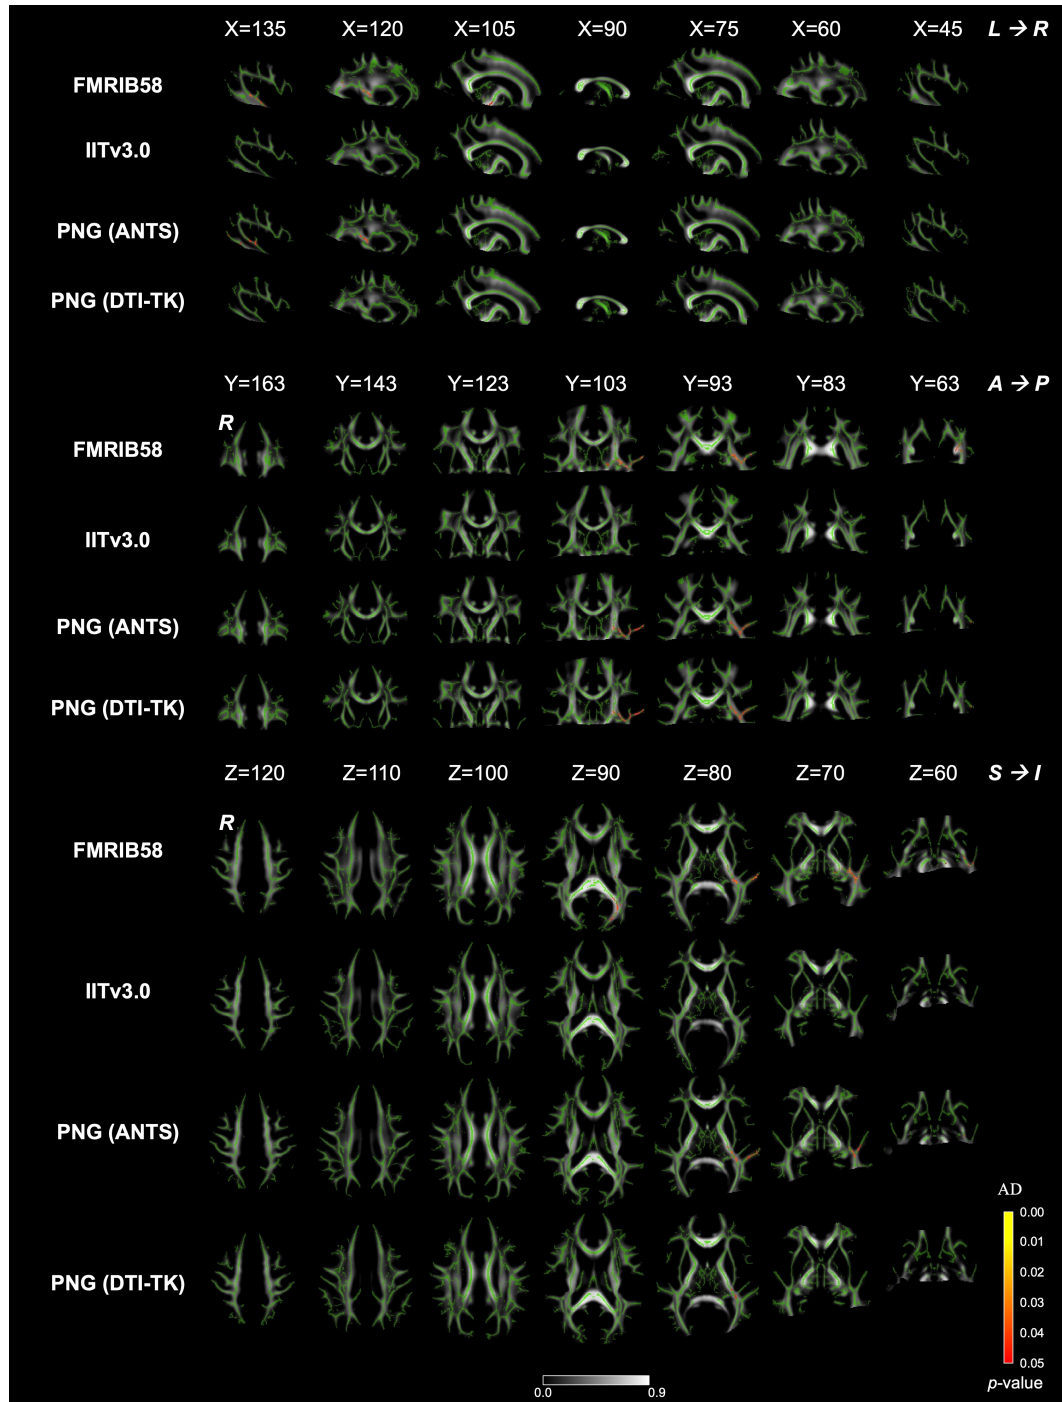 X=135 X=120 X=105 X=90 X=75 X=60 X=45 L → R
FMRIB58
IITv3.0
PNG (ANTS)
PNG (DTI-TK)
Y=163 Y=143 Y=123 Y=103 Y=93 Y=83 Y=63 A → P
R
FMRIB58
IITv3.0
PNG (ANTS)
PNG (DTI-TK)
Z=120 Z=110 Z=100 Z=90 Z=80 Z=70 Z=60 S → I
R
FMRIB58
IITv3.0
PNG (ANTS)
PNG (DTI-TK)
AD
0.00
0.01
0.02
0.03
0.04
0.05
p-value
0.0 0.9